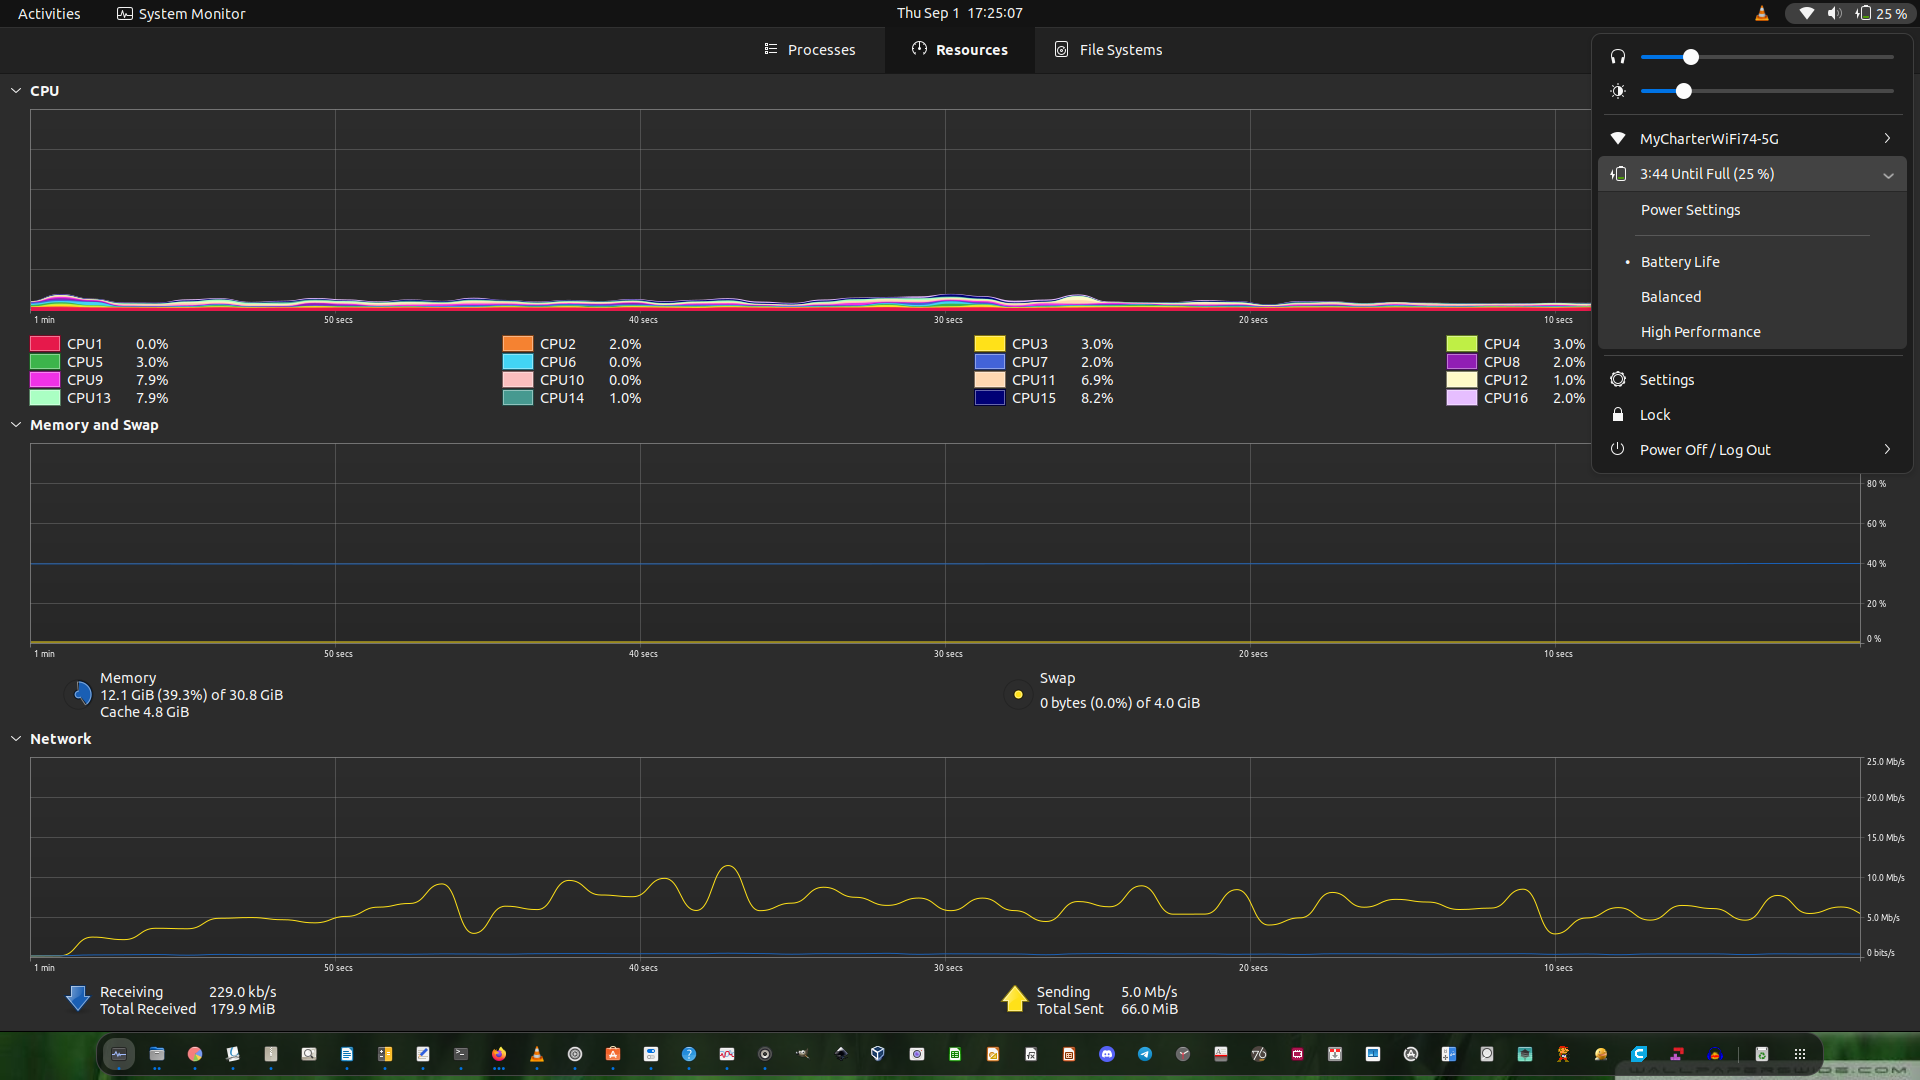 Activities
System Monitor
Thu Sep 1 17:25:07
25 %
Processes
Resources
File Systems
CPU
1 min
50 secs
40 secs
30 secs
20 secs
10 secs
CPU1 0.0%
CPU2 2.0%
CPU3 3.0%
CPU4 3.0%
CPU5 3.0%
CPU6 0.0%
CPU7 2.0%
CPU8 2.0%
CPU9 7.9%
CPU10 0.0%
CPU11 6.9%
CPU12 1.0%
CPU13 7.9%
CPU14 1.0%
CPU15 8.2%
CPU16 2.0%
MyCharterWiFi74-5G
3:44 Until Full (25 %)
Power Settings
• Battery Life
Balanced
High Performance
Settings
Lock
Power Off / Log Out
Memory and Swap
80 %
60 %
40 %
20 %
0 %
1 min
50 secs
40 secs
30 secs
20 secs
10 secs
Memory
12.1 GiB (39.3%) of 30.8 GiB
Cache 4.8 GiB
Swap
0 bytes (0.0%) of 4.0 GiB
Network
25.0 Mb/s
20.0 Mb/s
15.0 Mb/s
10.0 Mb/s
5.0 Mb/s
0 bits/s
1 min
50 secs
40 secs
30 secs
20 secs
10 secs
Receiving 229.0 kb/s
Total Received 179.9 MiB
Sending 5.0 Mb/s
Total Sent 66.0 MiB
76
WALLPAPERSWIDE.COM